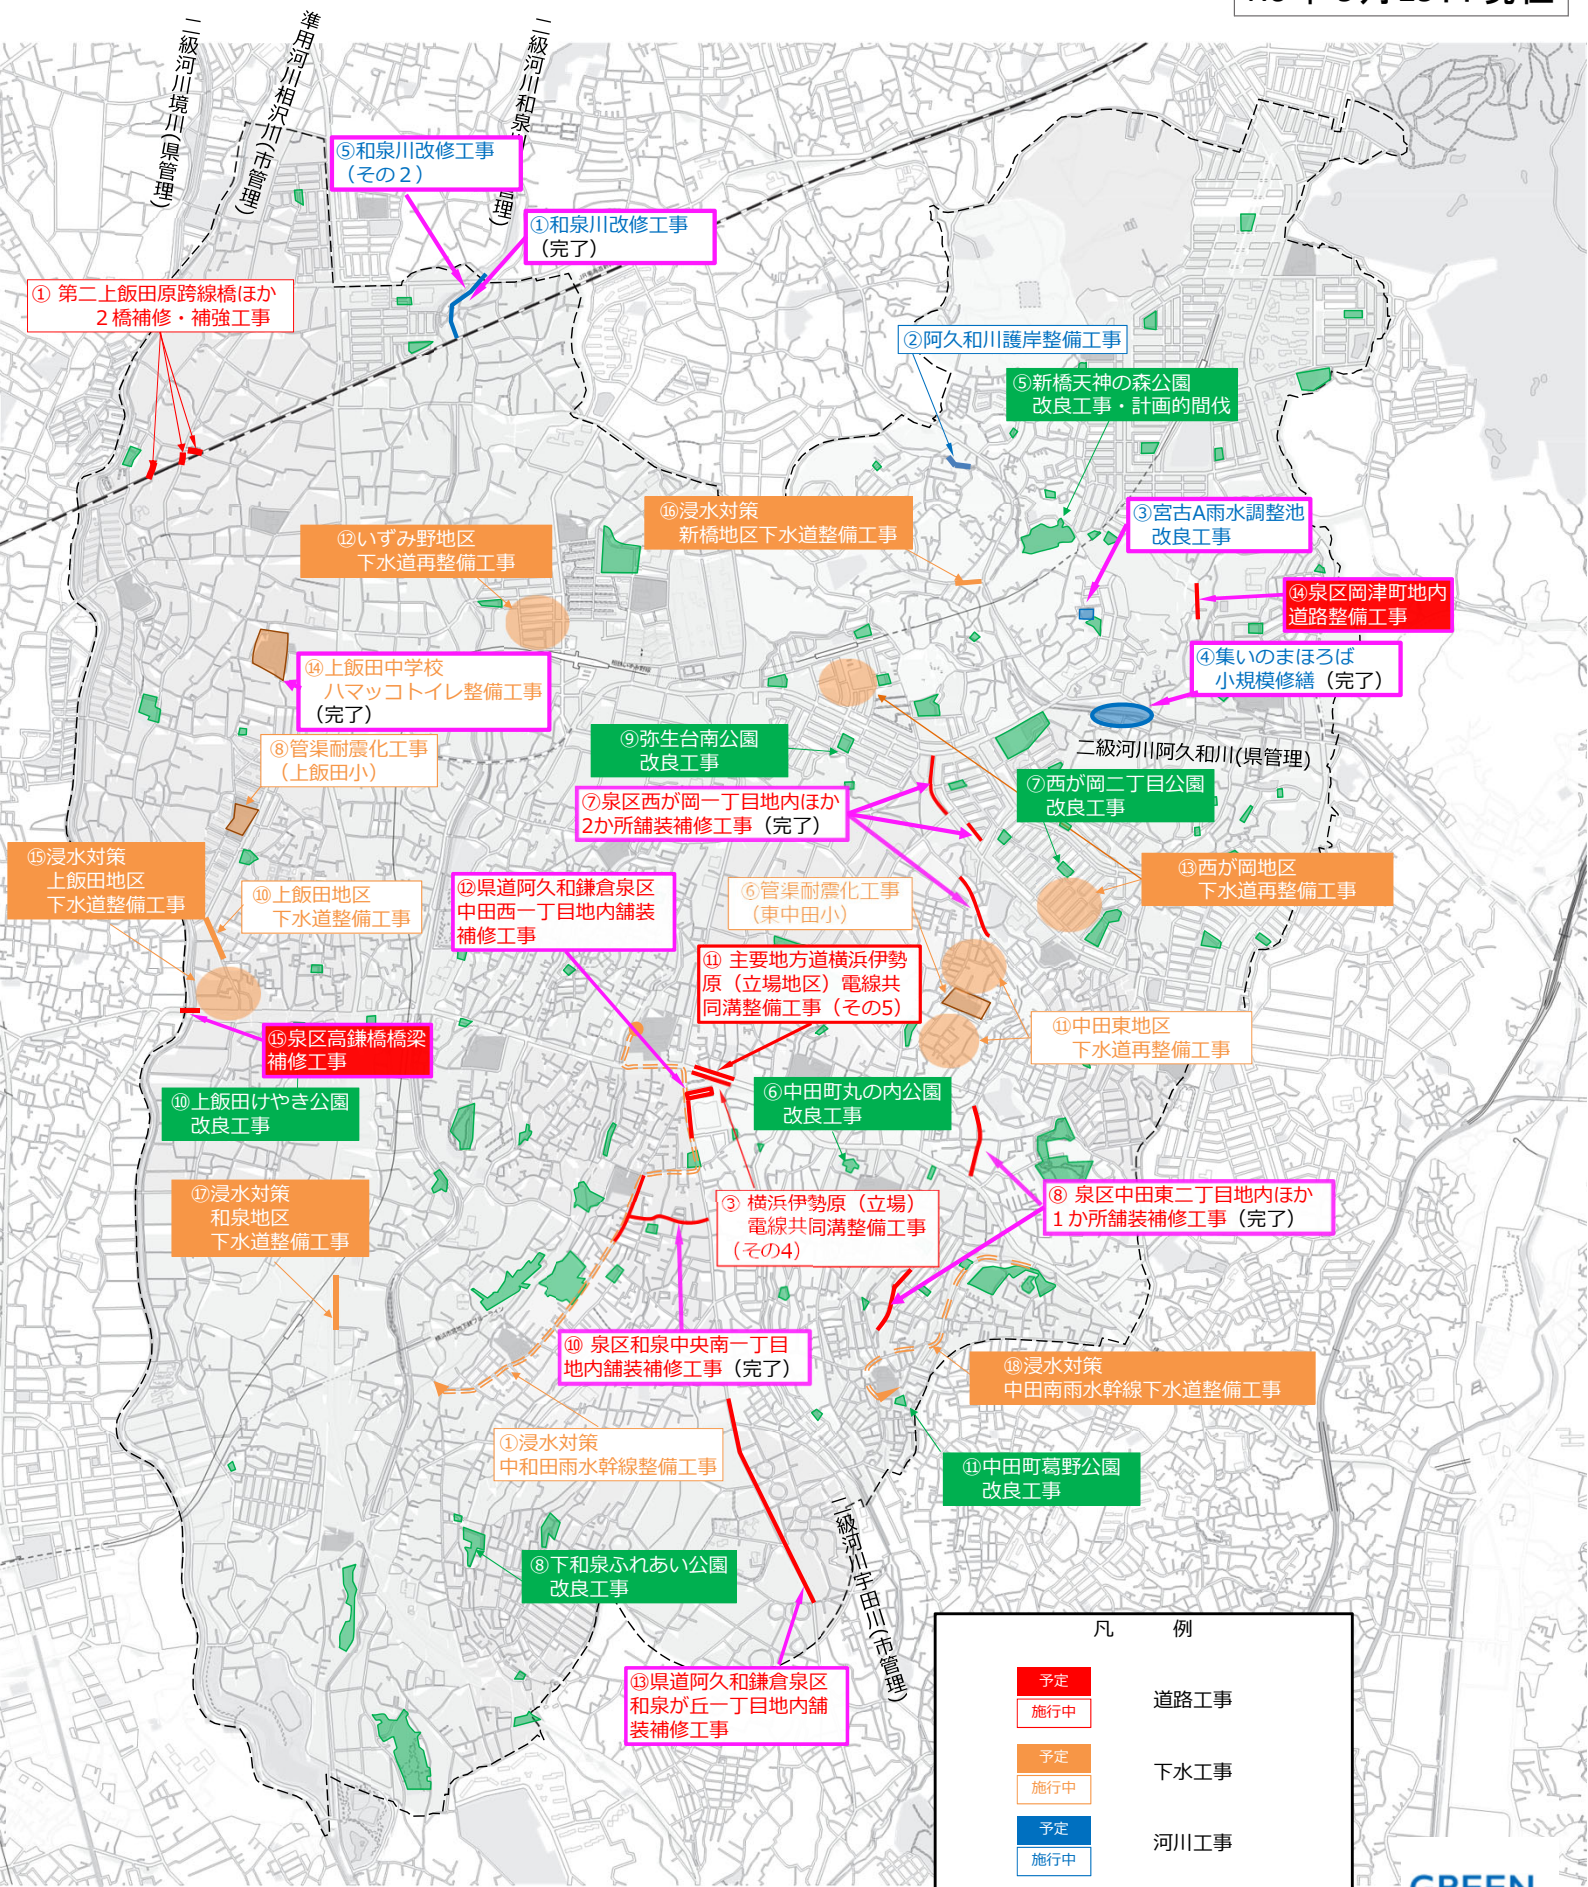 二級河川境川(県管理)
準用河川相沢川(市管理)
二級河川和泉
管理)
⑤和泉川改修工事
（その２）
①和泉川改修工事
（完了）
① 第二上飯田原跨線橋ほか
２橋補修・補強工事
②阿久和川護岸整備工事
⑤新橋天神の森公園
改良工事・計画的間伐
⑯浸水対策
新橋地区下水道整備工事
③宮古A雨水調整池
改良工事
⑫いずみ野地区
下水道再整備工事
⑭泉区岡津町地内
道路整備工事
④集いのまほろば
小規模修繕（完了）
⑭上飯田中学校
ハマッコトイレ整備工事
（完了）
二級河川阿久和川(県管理)
⑧管渠耐震化工事
（上飯田小）
⑨弥生台南公園
改良工事
⑦西が岡二丁目公園
改良工事
⑦泉区西が岡一丁目地内ほか
2か所舗装補修工事（完了）
⑮浸水対策
上飯田地区
下水道整備工事
⑩上飯田地区
下水道整備工事
⑫県道阿久和鎌倉泉区
中田西一丁目地内舗装
補修工事
⑥管渠耐震化工事
（東中田小）
⑬西が岡地区
下水道再整備工事
⑪ 主要地方道横浜伊勢
原（立場地区）電線共
同溝整備工事（その5）
⑪中田東地区
下水道再整備工事
⑮泉区高鎌橋橋梁
補修工事
⑩上飯田けやき公園
改良工事
⑥中田町丸の内公園
改良工事
⑰浸水対策
和泉地区
下水道整備工事
③ 横浜伊勢原（立場）
電線共同溝整備工事
（その4）
⑧ 泉区中田東二丁目地内ほか
１か所舗装補修工事（完了）
⑩ 泉区和泉中央南一丁目
地内舗装補修工事（完了）
⑱浸水対策
中田南雨水幹線下水道整備工事
①浸水対策
中和田雨水幹線整備工事
⑪中田町葛野公園
改良工事
二級河川宇田川(市管理)
⑧下和泉ふれあい公園
改良工事
⑬県道阿久和鎌倉泉区
和泉が丘一丁目地内舗
装補修工事
凡　例
予定
施行中
道路工事
予定
施行中
下水工事
予定
施行中
河川工事